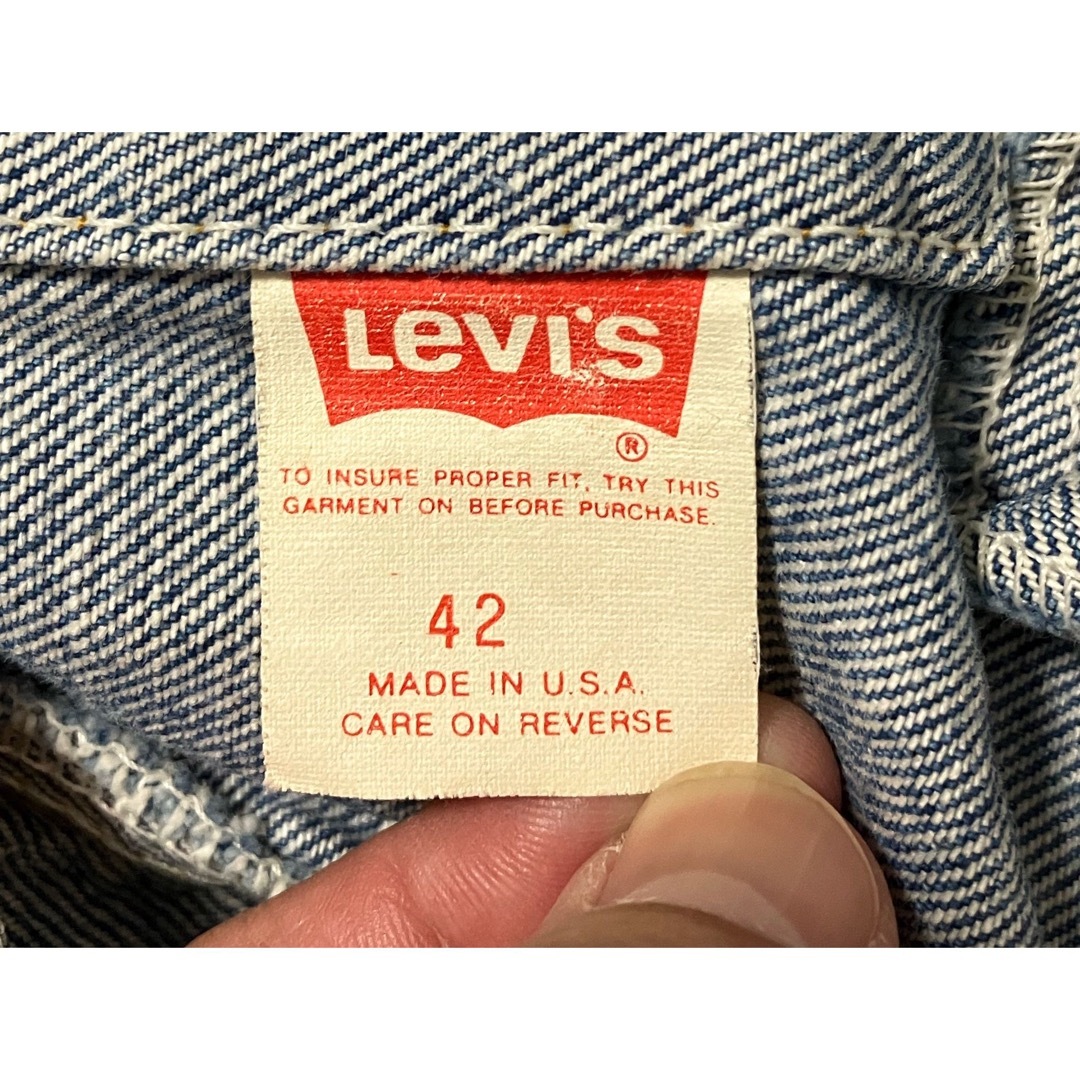 Levi's
®
TO INSURE PROPER FIT, TRY THIS
GARMENT ON BEFORE PURCHASE.
42
MADE IN U.S.A.
CARE ON REVERSE